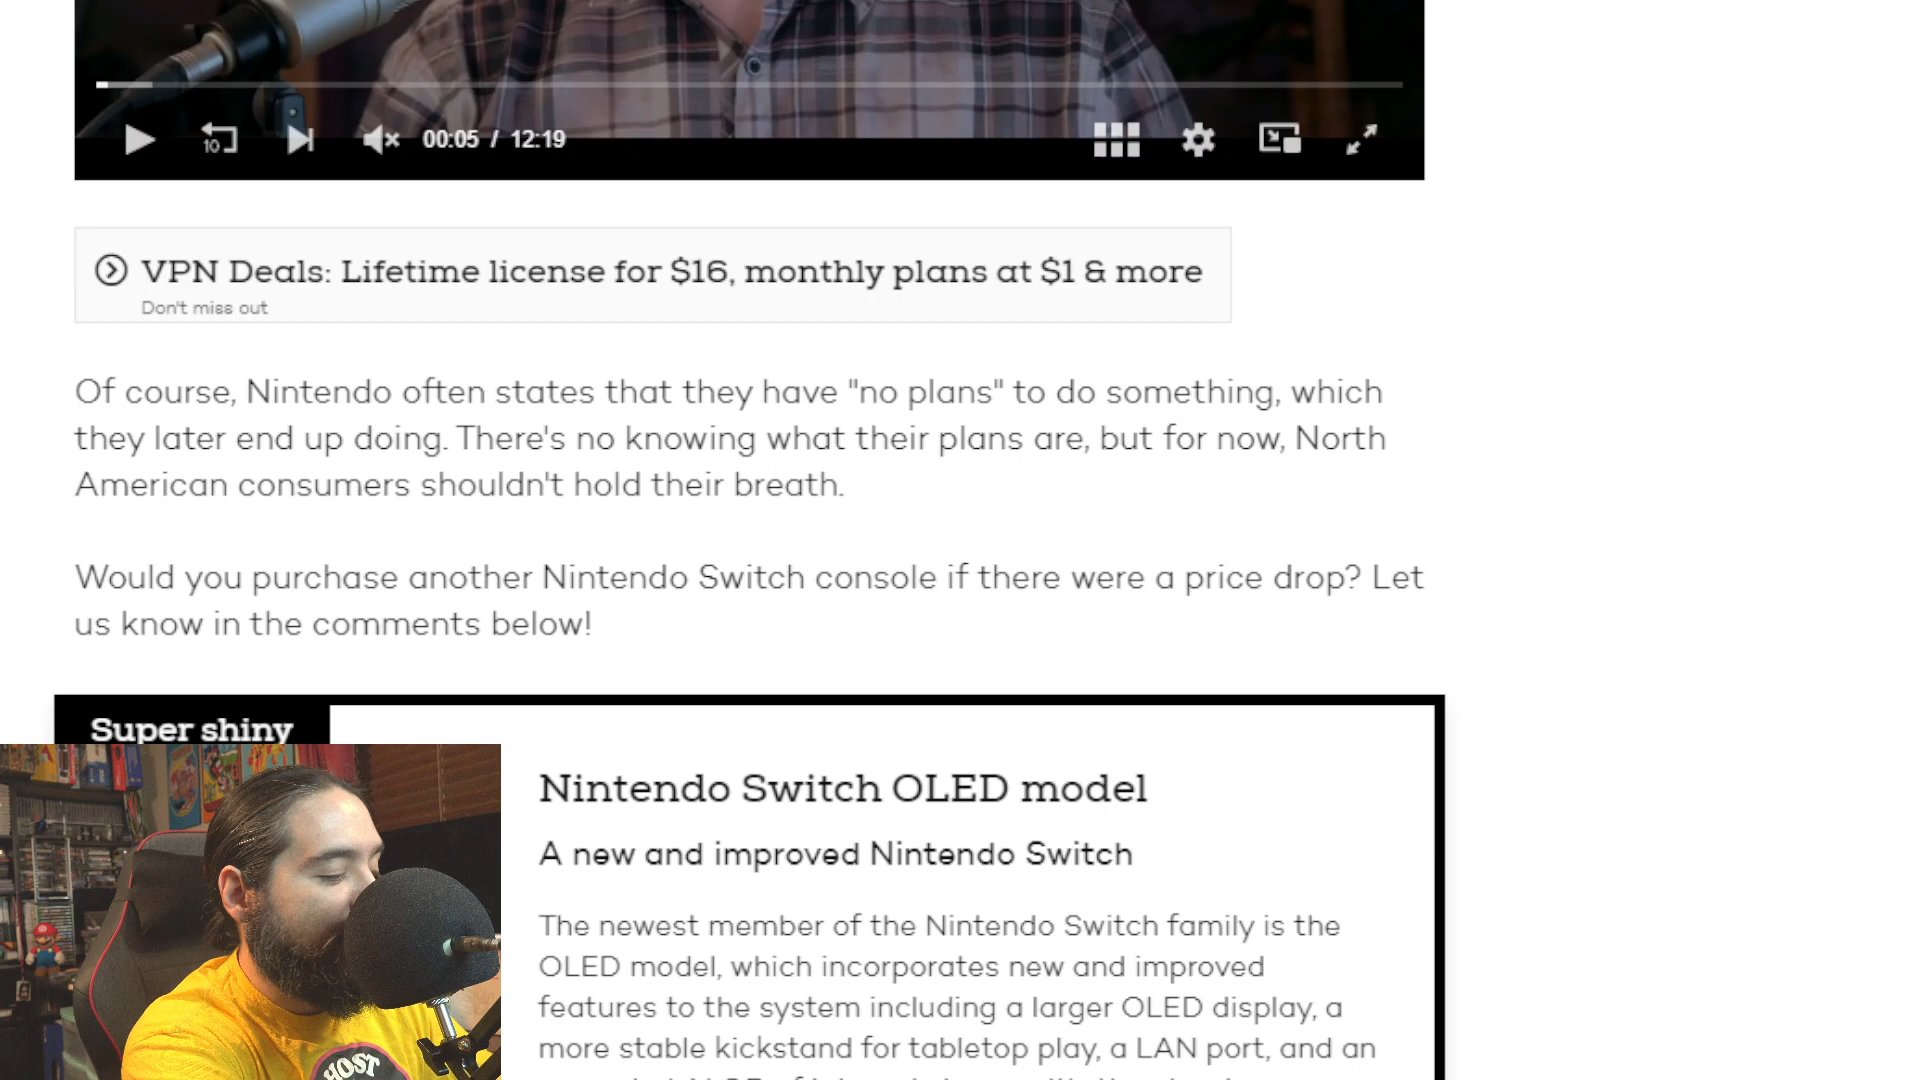 00:05 / 12:19
VPN Deals: Lifetime license for $16, monthly plans at $1 & more
Don't miss out
Of course, Nintendo often states that they have "no plans" to do something, which
they later end up doing. There's no knowing what their plans are, but for now, North
American consumers shouldn't hold their breath.
Would you purchase another Nintendo Switch console if there were a price drop? Let
us know in the comments below!
Super shiny
Nintendo Switch OLED model
A new and improved Nintendo Switch
The newest member of the Nintendo Switch family is the
OLED model, which incorporates new and improved
features to the system including a larger OLED display, a
more stable kickstand for tabletop play, a LAN port, and an
HOST